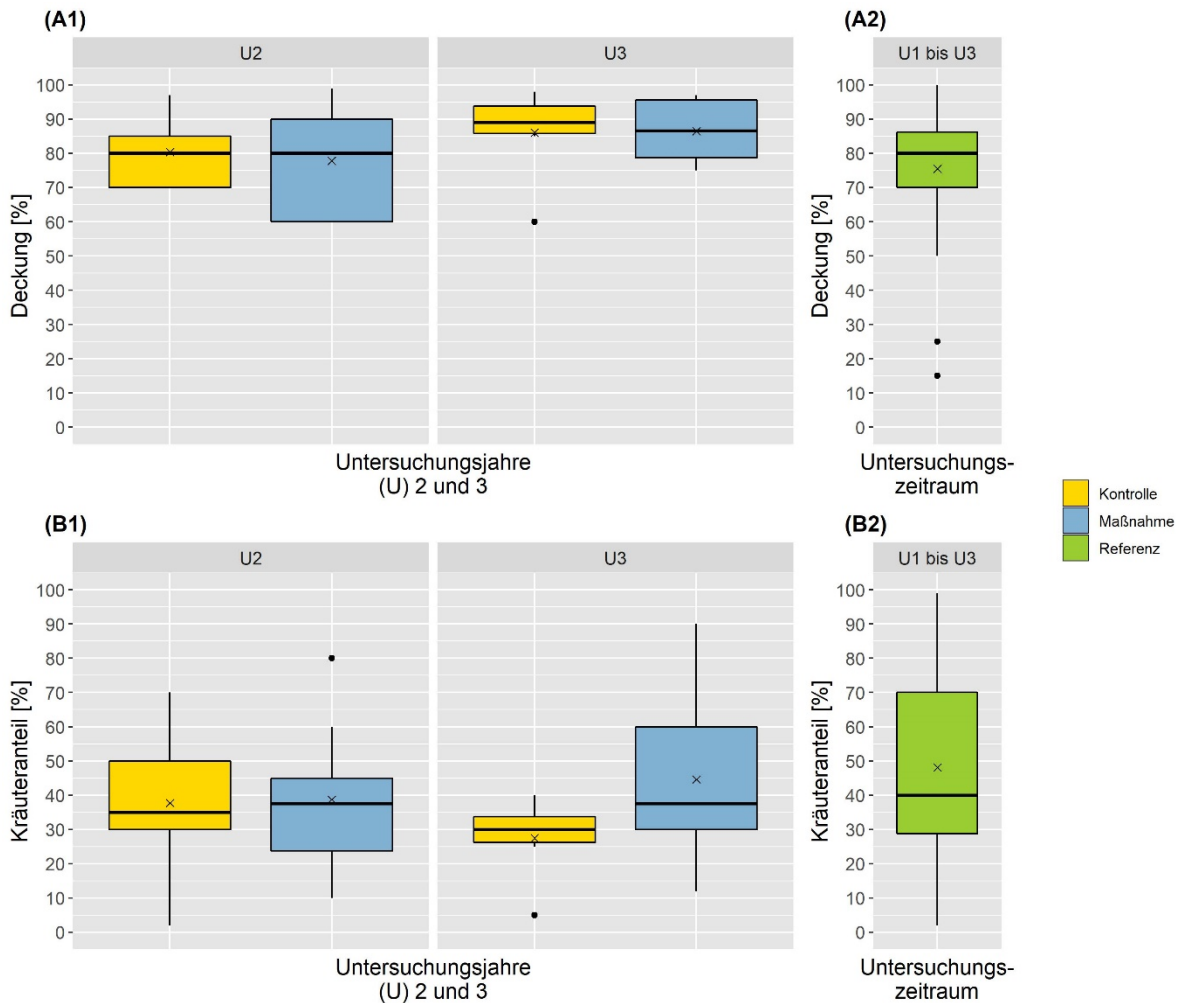 (A1)
(A2)
U2
U3
U1 bis U3
100
90
80
70
60
50
40
30
20
10
0
Deckung [%]
100
90
80
70
60
50
40
30
20
10
0
Deckung [%]
Untersuchungsjahre
(U) 2 und 3
Untersuchungs-
zeitraum
Kontrolle
Maßnahme
Referenz
(B1)
(B2)
U2
U3
U1 bis U3
100
90
80
70
60
50
40
30
20
10
0
Kräuteranteil [%]
100
90
80
70
60
50
40
30
20
10
0
Kräuteranteil [%]
Untersuchungsjahre
(U) 2 und 3
Untersuchungs-
zeitraum